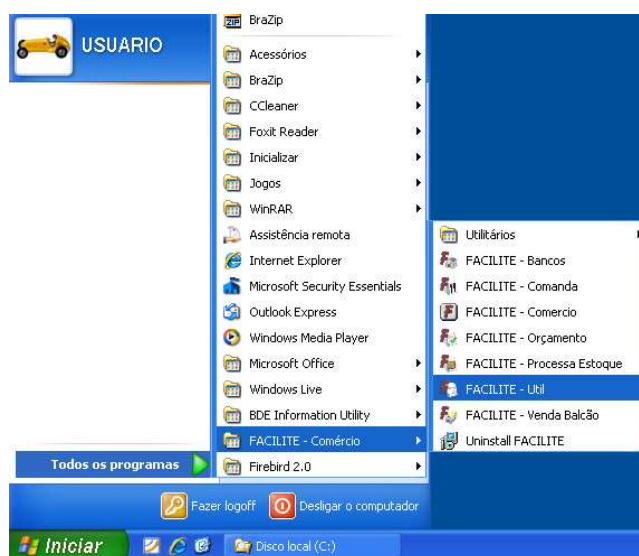 USUARIO
BraZip
Acessórios
BraZip
CCleaner
Foxit Reader
Inicializar
Jogos
WinRAR
Assistência remota
Internet Explorer
Microsoft Security Essentials
Outlook Express
Windows Media Player
Microsoft Office
Windows Live
BDE Information Utility
FACILITE - Comércio
Firebird 2.0
Utilitários
FACILITE - Bancos
FACILITE - Comanda
FACILITE - Comercio
FACILITE - Orçamento
FACILITE - Processa Estoque
FACILITE - Util
FACILITE - Venda Balcão
Uninstall FACILITE
Todos os programas
Fazer logoff
Desligar o computador
Iniciar
Disco local (C:)